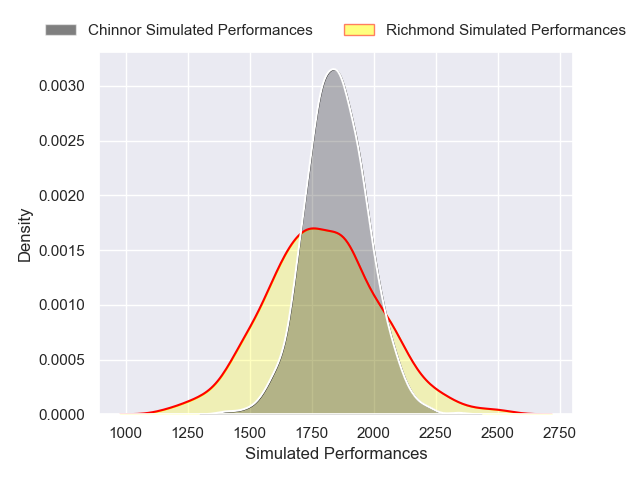 Chinnor Simulated Performances Richmond Simulated Performances
0.0030
0.0025
0.0020
0.0015
0.0010
0.0005
0.0000
Density
1000 1250 1500 1750 2000 2250 2500 2750
Simulated Performances